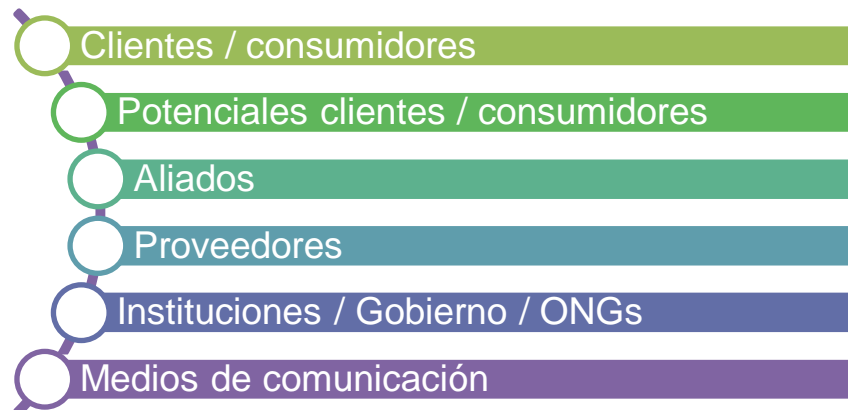 Clientes / consumidores
Potenciales clientes / consumidores
Aliados
Proveedores
Instituciones / Gobierno / ONGs
Medios de comunicación